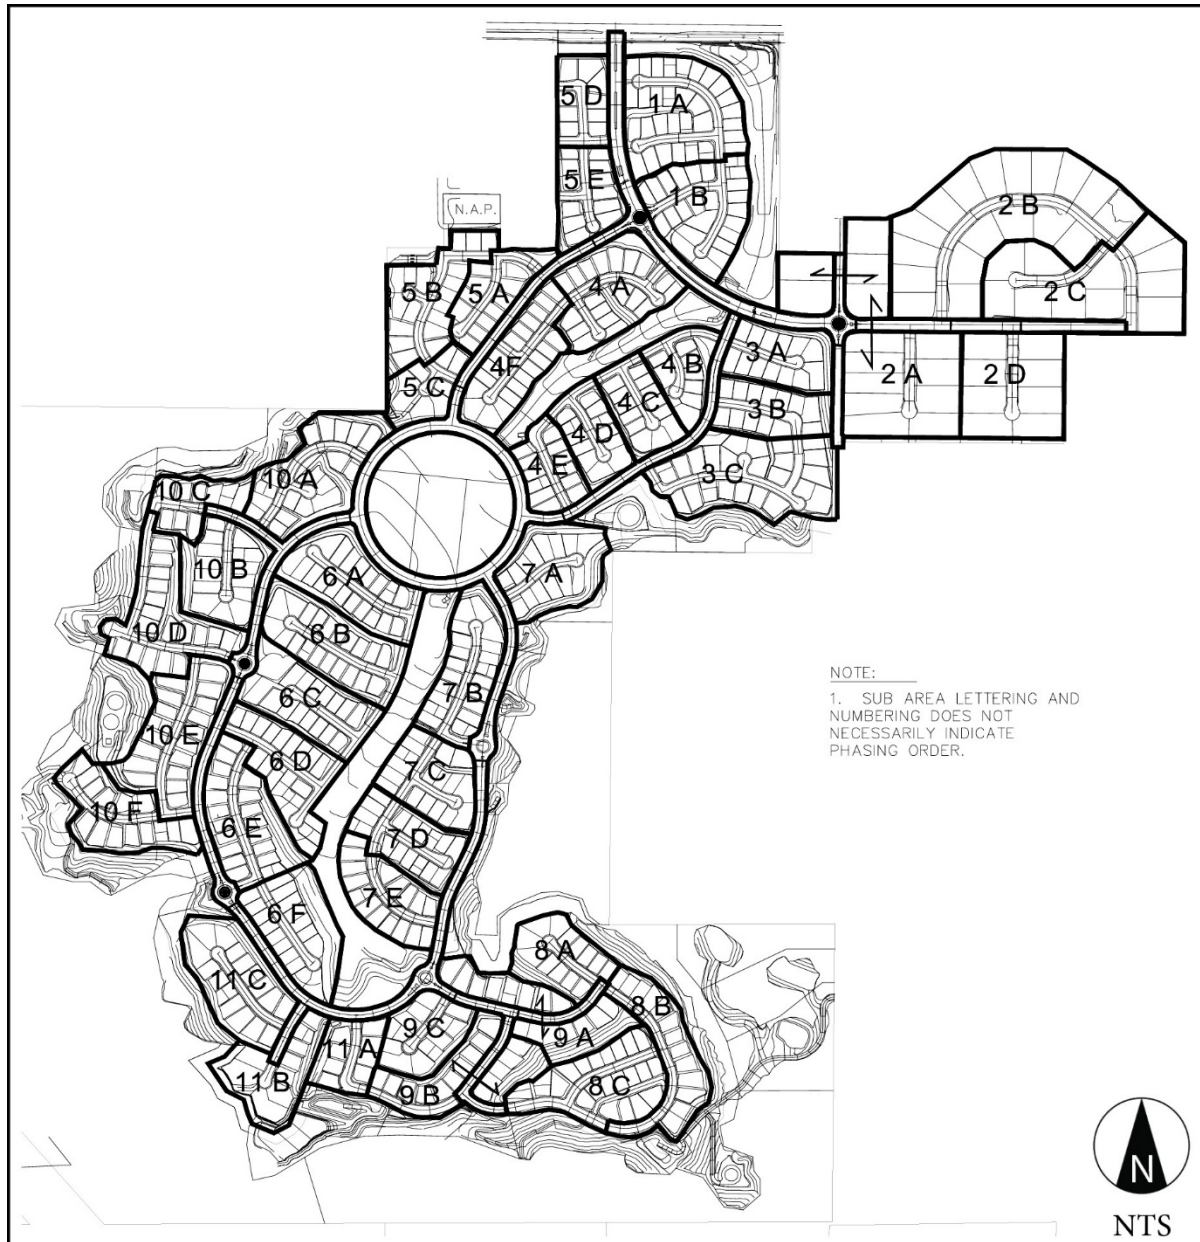 5 D
1 A
5 E
1 B
N.A.P.
2 B
5 B
5 A
4 A
2 C
4F
4 B
3 A
5 C
4 C
2 A
2 D
3 B
4 D
4 E
3 C
10 A
10 C
10 B
6 A
7 A
10 D
6 B
7 B
6 C
10 E
6 D
7 C
10 F
6 E
7 D
7 E
6 F
NOTE:
1. SUB AREA LETTERING AND
NUMBERING DOES NOT
NECESSARILY INDICATE
PHASING ORDER.
11 C
8 A
8 B
9 C
9 A
11 A
11 B
9 B
8 C
N
NTS